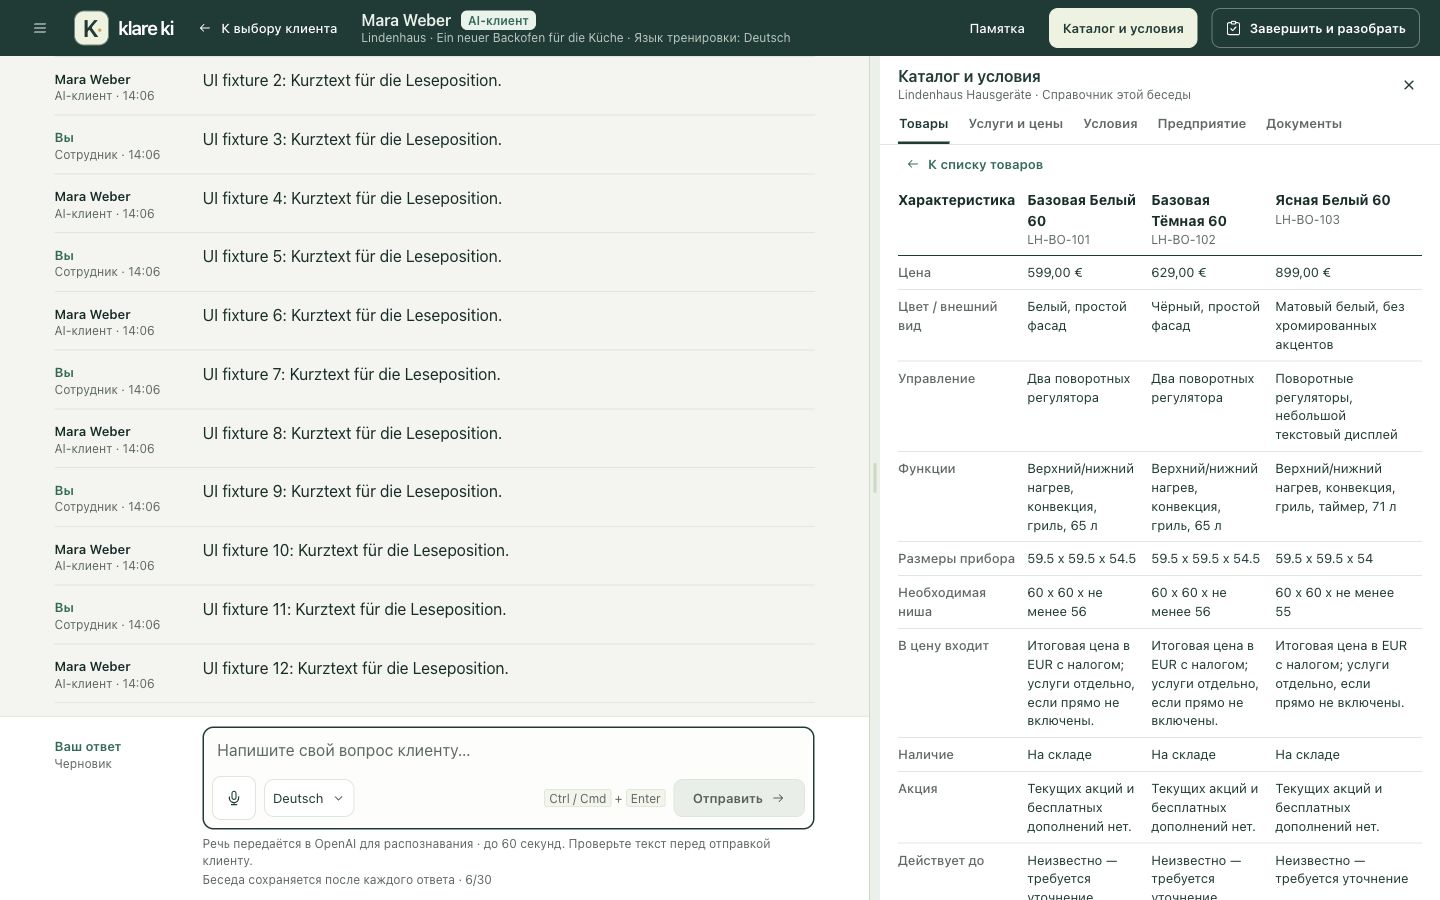 K.
klare ki
← К выбору клиента
Mara Weber
AI-клиент
Lindenhaus · Ein neuer Backofen für die Küche · Язык тренировки: Deutsch
Памятка
Каталог и условия
Завершить и разобрать
Mara Weber
AI-клиент · 14:06
UI fixture 2: Kurztext für die Leseposition.
Вы
Сотрудник · 14:06
UI fixture 3: Kurztext für die Leseposition.
Mara Weber
AI-клиент · 14:06
UI fixture 4: Kurztext für die Leseposition.
Вы
Сотрудник · 14:06
UI fixture 5: Kurztext für die Leseposition.
Mara Weber
AI-клиент · 14:06
UI fixture 6: Kurztext für die Leseposition.
Вы
Сотрудник · 14:06
UI fixture 7: Kurztext für die Leseposition.
Mara Weber
AI-клиент · 14:06
UI fixture 8: Kurztext für die Leseposition.
Вы
Сотрудник · 14:06
UI fixture 9: Kurztext für die Leseposition.
Mara Weber
AI-клиент · 14:06
UI fixture 10: Kurztext für die Leseposition.
Вы
Сотрудник · 14:06
UI fixture 11: Kurztext für die Leseposition.
Mara Weber
AI-клиент · 14:06
UI fixture 12: Kurztext für die Leseposition.
Ваш ответ
Черновик
Напишите свой вопрос клиенту...
Deutsch
Ctrl / Cmd + Enter
Отправить →
Речь передаётся в OpenAI для распознавания · до 60 секунд. Проверьте текст перед отправкой
клиенту.
Беседа сохраняется после каждого ответа · 6/30
Каталог и условия
Lindenhaus Hausgeräte · Справочник этой беседы
Товары Услуги и цены Условия Предприятие Документы
← К списку товаров
Характеристика
Базовая Белый
60
LH-BO-101
Базовая
Тёмная 60
LH-BO-102
Ясная Белый 60
LH-BO-103
Цена
599,00 €
629,00 €
899,00 €
Цвет / внешний
вид
Белый, простой
фасад
Чёрный, простой
фасад
Матовый белый, без
хромированных
акцентов
Управление
Два поворотных
регулятора
Два поворотных
регулятора
Поворотные
регуляторы,
небольшой
текстовый дисплей
Функции
Верхний/нижний
нагрев,
конвекция,
гриль, 65 л
Верхний/нижний
нагрев,
конвекция,
гриль, 65 л
Верхний/нижний
нагрев, конвекция,
гриль, таймер, 71 л
Размеры прибора
59.5 x 59.5 x 54.5
59.5 x 59.5 x 54.5
59.5 x 59.5 x 54
Необходимая
ниша
60 x 60 x не
менее 56
60 x 60 x не
менее 56
60 x 60 x не менее
55
В цену входит
Итоговая цена в
EUR с налогом;
услуги отдельно,
если прямо не
включены.
Итоговая цена в
EUR с налогом;
услуги отдельно,
если прямо не
включены.
Итоговая цена в EUR
с налогом; услуги
отдельно, если
прямо не включены.
Наличие
На складе
На складе
На складе
Акция
Текущих акций и
бесплатных
дополнений нет.
Текущих акций и
бесплатных
дополнений нет.
Текущих акций и
бесплатных
дополнений нет.
Действует до
Неизвестно —
требуется
уточнение
Неизвестно —
требуется
уточнение
Неизвестно —
требуется уточнение